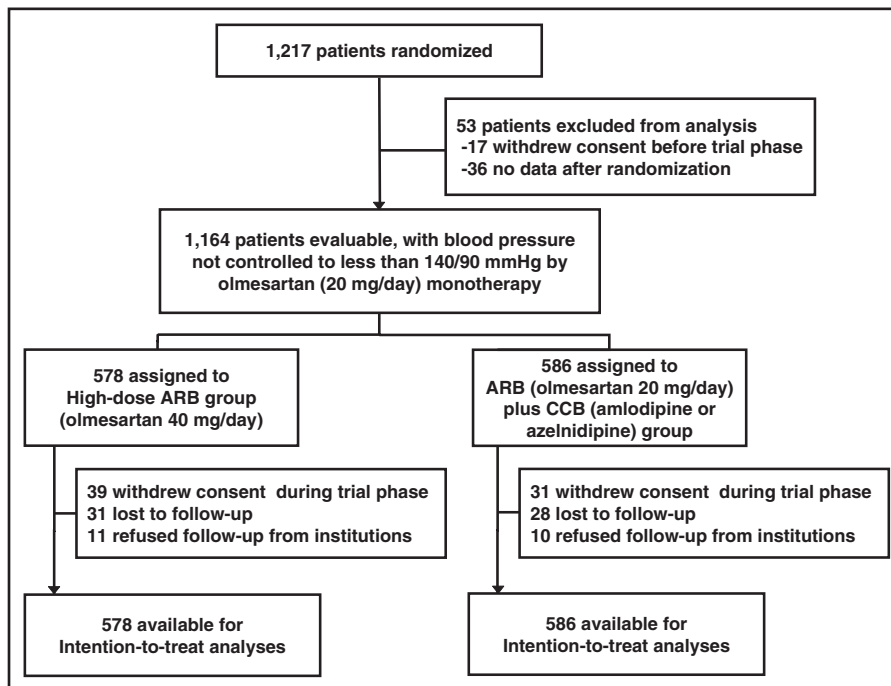 1,217 patients randomized
53 patients excluded from analysis
-17 withdrew consent before trial phase
-36 no data after randomization
1,164 patients evaluable, with blood pressure
not controlled to less than 140/90 mmHg by
olmesartan (20 mg/day) monotherapy
578 assigned to
High-dose ARB group
(olmesartan 40 mg/day)
586 assigned to
ARB (olmesartan 20 mg/day)
plus CCB (amlodipine or
azelnidipine) group
39 withdrew consent during trial phase
31 lost to follow-up
11 refused follow-up from institutions
31 withdrew consent during trial phase
28 lost to follow-up
10 refused follow-up from institutions
578 available for
Intention-to-treat analyses
586 available for
Intention-to-treat analyses